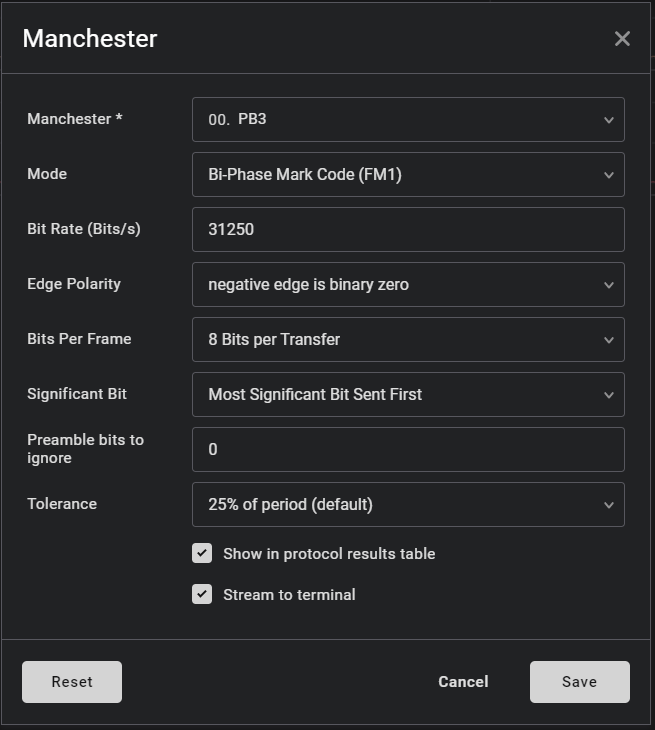 Manchester
Manchester *
00. PB3
Mode
Bi-Phase Mark Code (FM1)
Bit Rate (Bits/s)
31250
Edge Polarity
negative edge is binary zero
Bits Per Frame
8 Bits per Transfer
Significant Bit
Most Significant Bit Sent First
Preamble bits to
ignore
0
Tolerance
25% of period (default)
Show in protocol results table
Stream to terminal
Reset
Cancel
Save